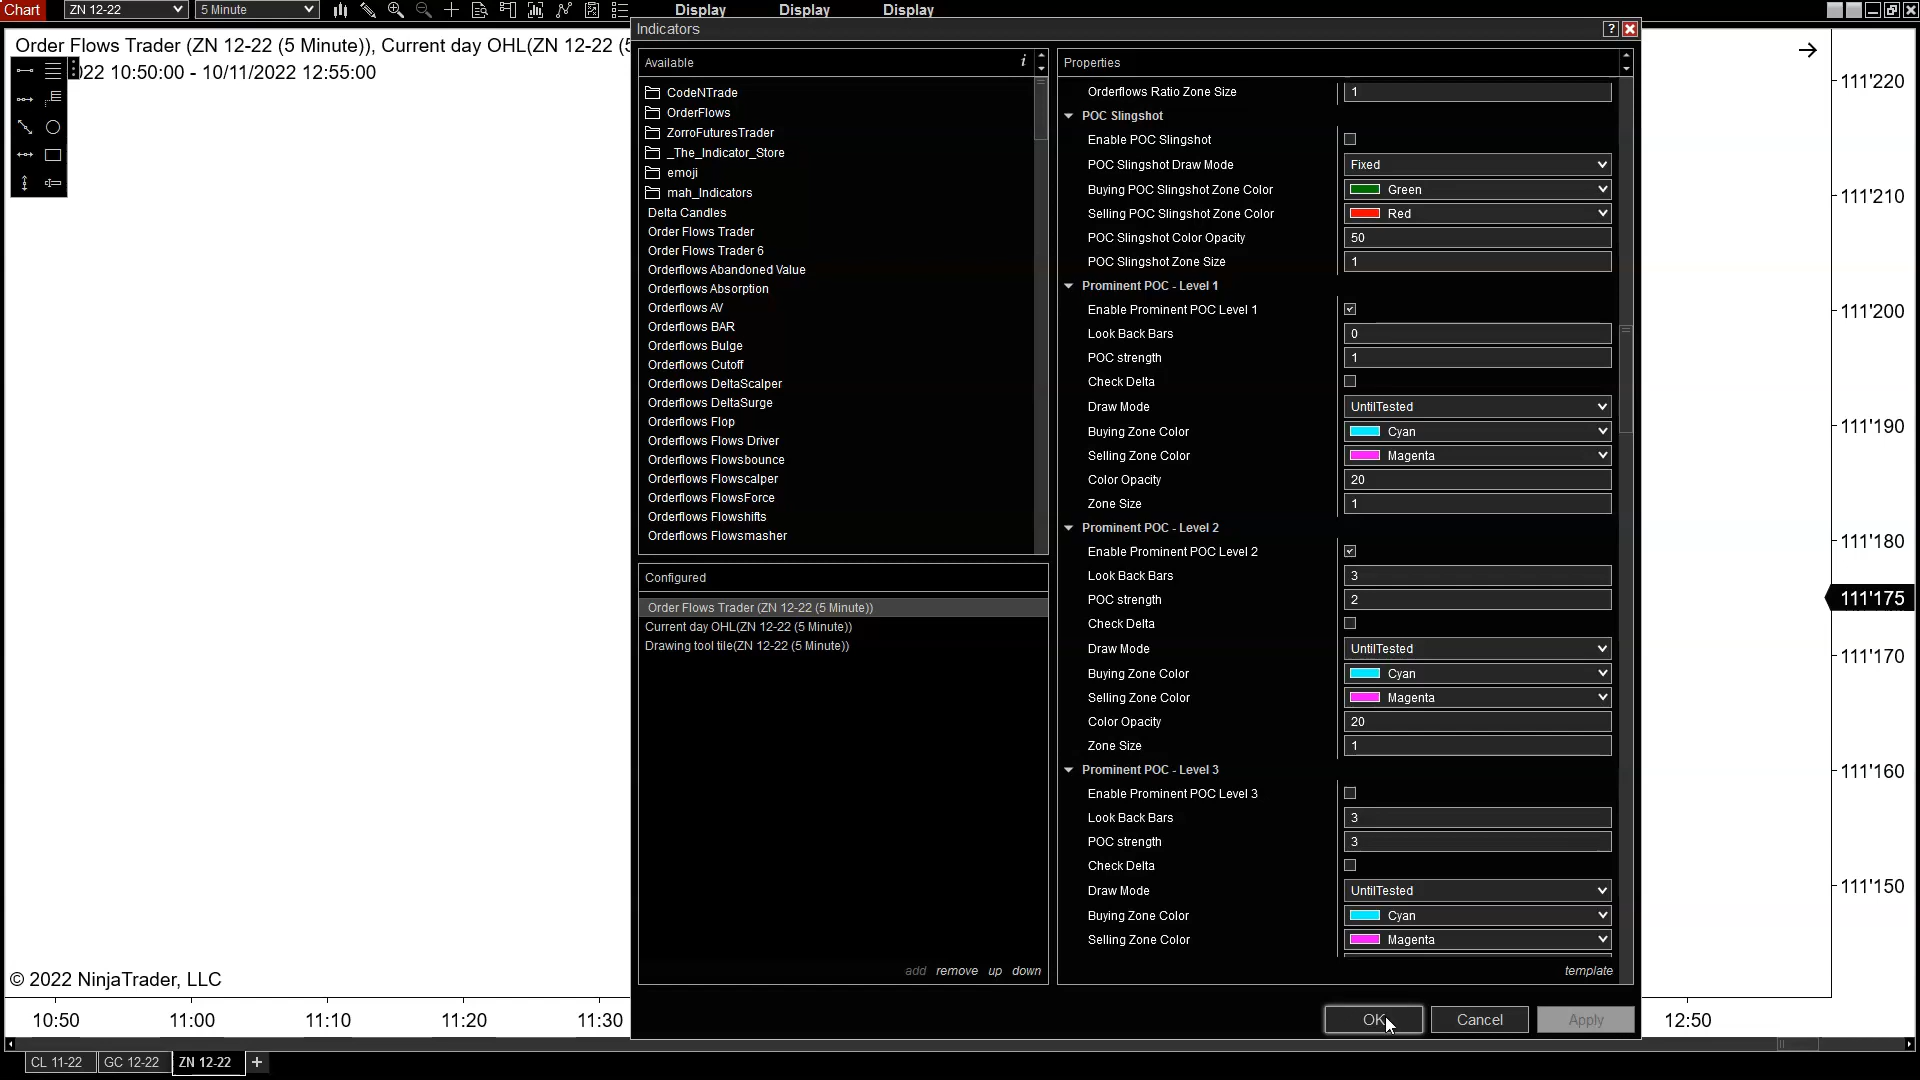 Chart
ZN 12-22
5 Minute
Display
Display
Display
Order Flows Trader (ZN 12-22 (5 Minute)), Current day OHL(ZN 12-22 (5
022 10:50:00 - 10/11/2022 12:55:00
Indicators
?
Available
i
CodeNTrade
OrderFlows
ZorroFuturesTrader
_The_Indicator_Store
emoji
mah_Indicators
Delta Candles
Order Flows Trader
Order Flows Trader 6
Orderflows Abandoned Value
Orderflows Absorption
Orderflows AV
Orderflows BAR
Orderflows Bulge
Orderflows Cutoff
Orderflows DeltaScalper
Orderflows DeltaSurge
Orderflows Flop
Orderflows Flows Driver
Orderflows Flowsbounce
Orderflows Flowscalper
Orderflows FlowsForce
Orderflows Flowshifts
Orderflows Flowsmasher
Configured
Order Flows Trader (ZN 12-22 (5 Minute))
Current day OHL(ZN 12-22 (5 Minute))
Drawing tool tile(ZN 12-22 (5 Minute))
add remove up down
Properties
Orderflows Ratio Zone Size 1
POC Slingshot
Enable POC Slingshot
POC Slingshot Draw Mode Fixed
Buying POC Slingshot Zone Color Green
Selling POC Slingshot Zone Color Red
POC Slingshot Color Opacity 50
POC Slingshot Zone Size 1
Prominent POC - Level 1
Enable Prominent POC Level 1
Look Back Bars 0
POC strength 1
Check Delta
Draw Mode UntilTested
Buying Zone Color Cyan
Selling Zone Color Magenta
Color Opacity 20
Zone Size 1
Prominent POC - Level 2
Enable Prominent POC Level 2
Look Back Bars 3
POC strength 2
Check Delta
Draw Mode UntilTested
Buying Zone Color Cyan
Selling Zone Color Magenta
Color Opacity 20
Zone Size 1
Prominent POC - Level 3
Enable Prominent POC Level 3
Look Back Bars 3
POC strength 3
Check Delta
Draw Mode UntilTested
Buying Zone Color Cyan
Selling Zone Color Magenta
template
OK Cancel Apply
111'220
111'210
111'200
111'190
111'180
111'175
111'170
111'160
111'150
© 2022 NinjaTrader, LLC
10:50 11:00 11:10 11:20 11:30 12:50
CL 11-22 GC 12-22 ZN 12-22 +